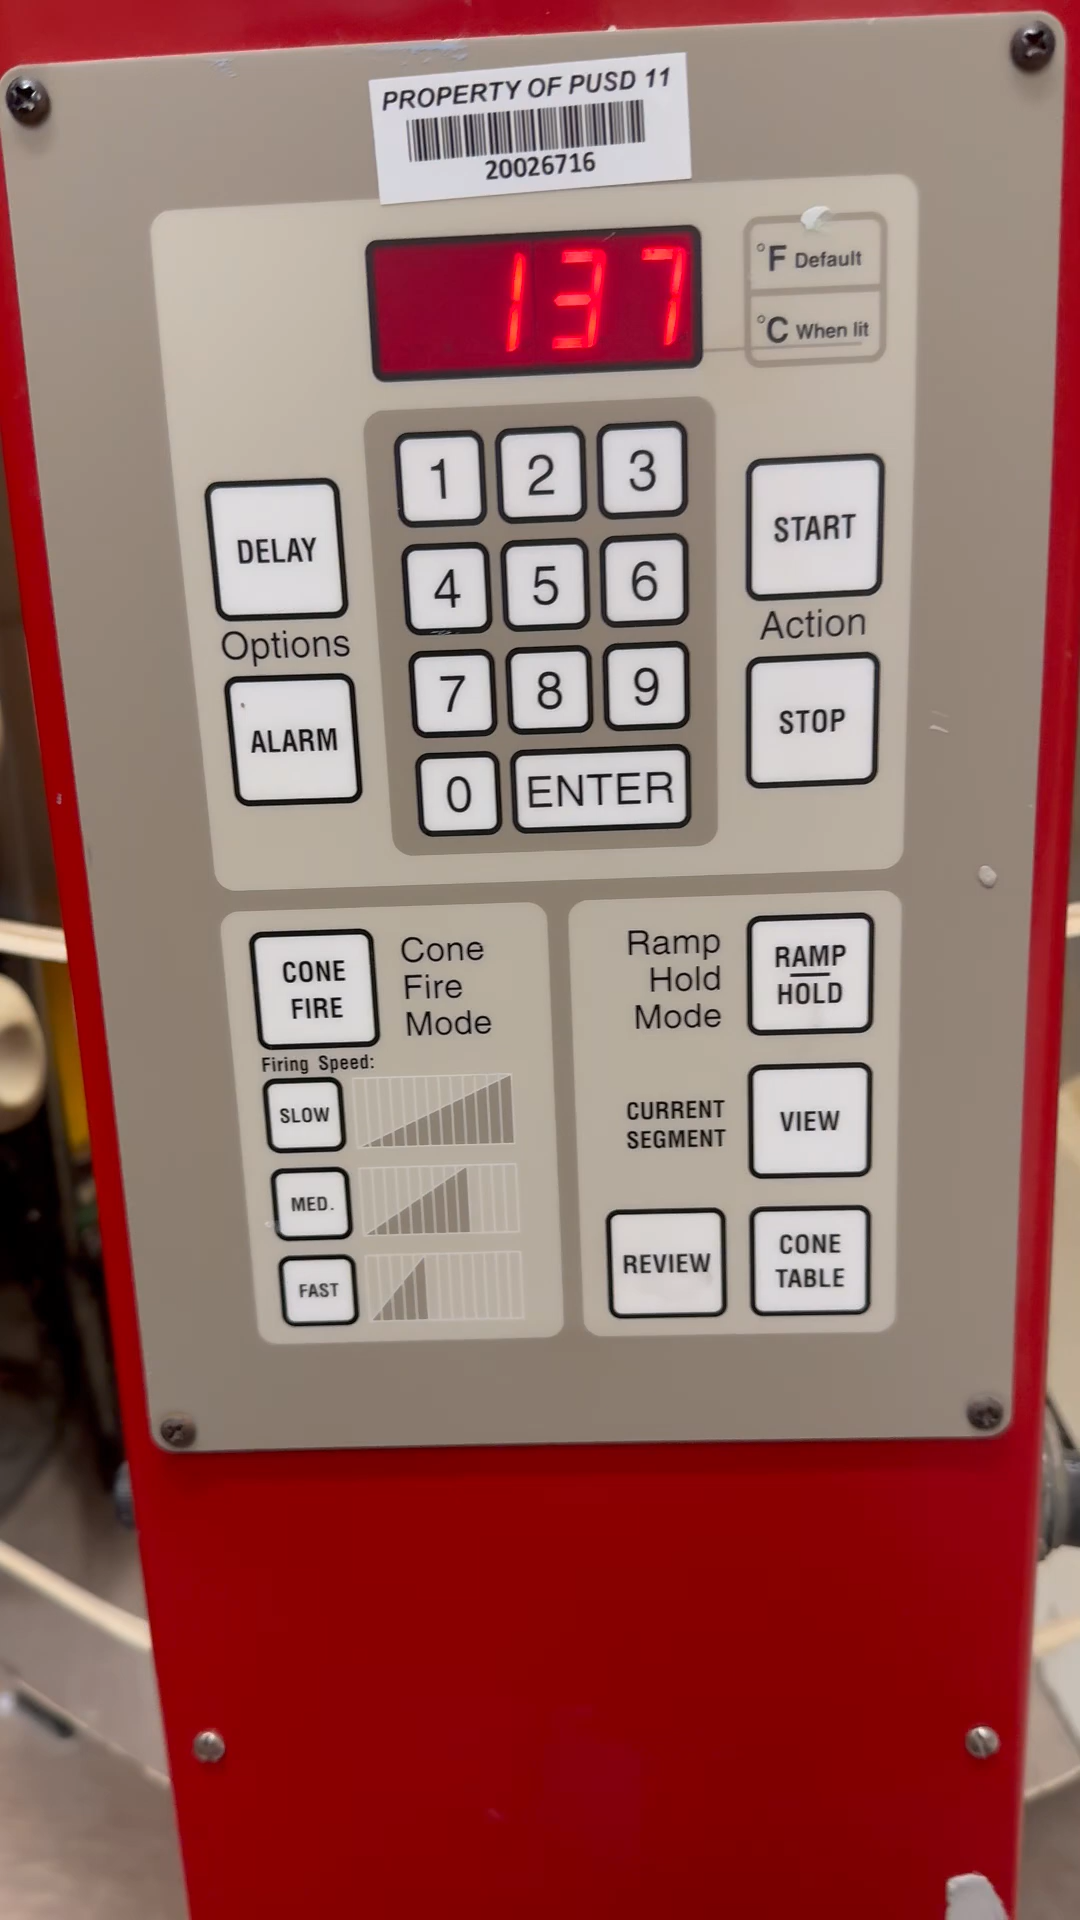 PROPERTY OF PUSD 11
20026716
137
°F Default
°C When lit
1 2 3
DELAY
START
4 5 6
Options
Action
7 8 9
ALARM
STOP
0 ENTER
CONE
FIRE
Cone
Fire
Mode
Ramp
Hold
Mode
RAMP
HOLD
Firing Speed:
SLOW
MED.
FAST
CURRENT
SEGMENT
VIEW
REVIEW
CONE
TABLE